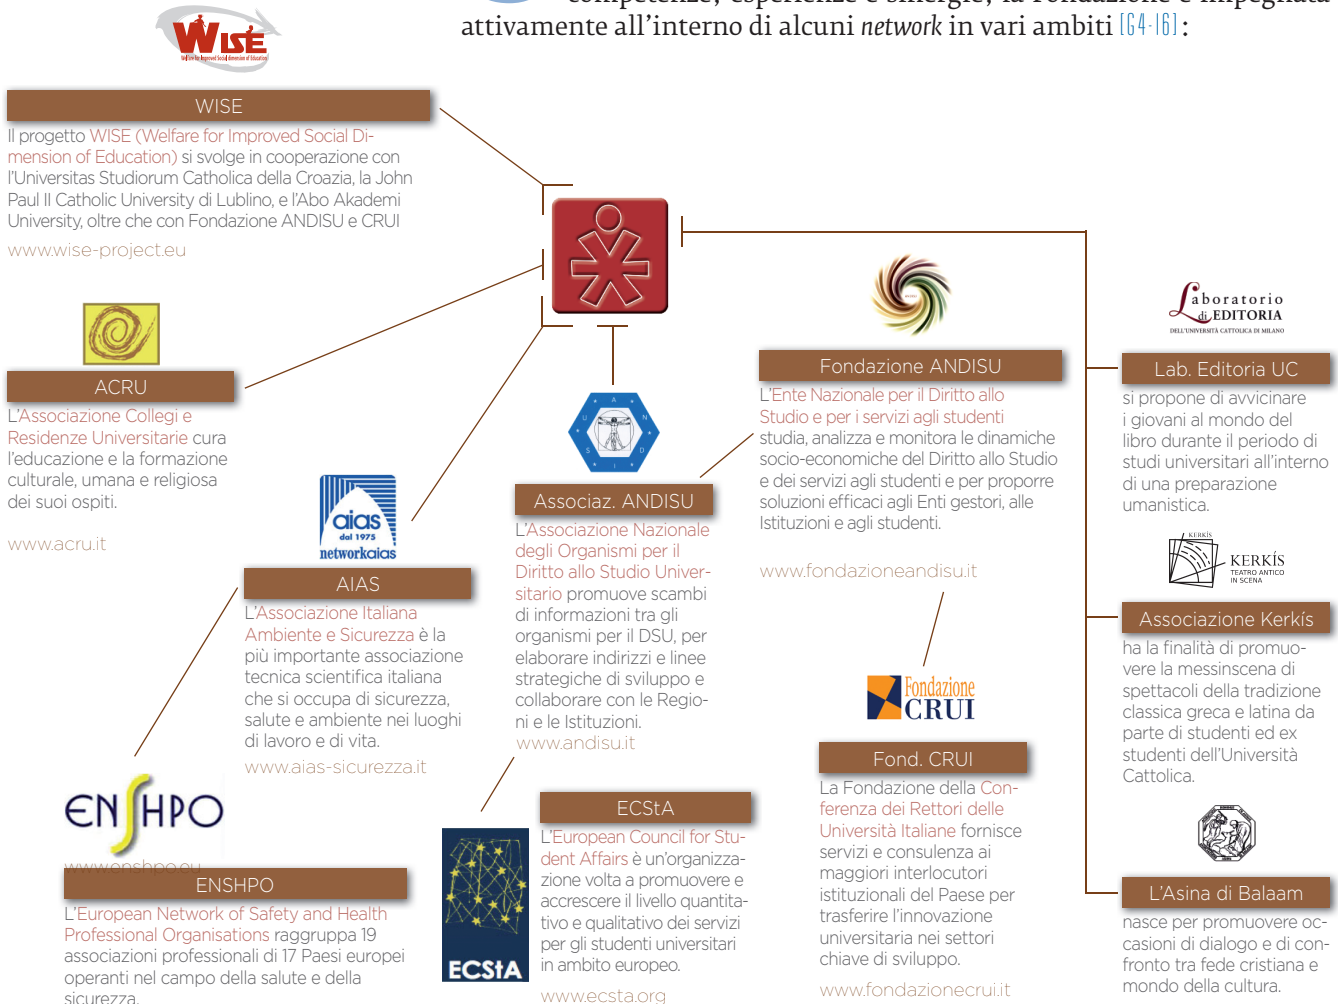 competenze, esperienze e sinergie, la Fondazione è impegnata
attivamente all'interno di alcuni network in vari ambiti [G4-16]:
WISE
Welfare for Improved Social dimension of Education
WISE
Il progetto WISE (Welfare for Improved Social Di-
mension of Education) si svolge in cooperazione con
l'Universitas Studiorum Catholica della Croazia, la John
Paul II Catholic University di Lublino, e l'Abo Akademi
University, oltre che con Fondazione ANDISU e CRUI
www.wise-project.eu
ACRU
L'Associazione Collegi e
Residenze Universitarie cura
l'educazione e la formazione
culturale, umana e religiosa
dei suoi ospiti.
www.acru.it
aias
dal 1975
networkaias
AIAS
L'Associazione Italiana
Ambiente e Sicurezza è la
più importante associazione
tecnica scientifica italiana
che si occupa di sicurezza,
salute e ambiente nei luoghi
di lavoro e di vita.
www.aias-sicurezza.it
ENSHPO
www.enshpo.eu
ENSHPO
L'European Network of Safety and Health
Professional Organisations raggruppa 19
associazioni professionali di 17 Paesi europei
operanti nel campo della salute e della
sicurezza.
A N D I S U
Associaz. ANDISU
L'Associazione Nazionale
degli Organismi per il
Diritto allo Studio Univer-
sitario promuove scambi
di informazioni tra gli
organismi per il DSU, per
elaborare indirizzi e linee
strategiche di sviluppo e
collaborare con le Regio-
ni e le Istituzioni.
www.andisu.it
ECStA
ECStA
L'European Council for Stu-
dent Affairs è un'organizza-
zione volta a promuovere e
accrescere il livello quantita-
tivo e qualitativo dei servizi
per gli studenti universitari
in ambito europeo.
www.ecsta.org
Fondazione ANDISU
L'Ente Nazionale per il Diritto allo
Studio e per i servizi agli studenti
studia, analizza e monitora le dinamiche
socio-economiche del Diritto allo Studio
e dei servizi agli studenti e per proporre
soluzioni efficaci agli Enti gestori, alle
Istituzioni e agli studenti.
www.fondazioneandisu.it
Fondazione
CRUI
Fond. CRUI
La Fondazione della Con-
ferenza dei Rettori delle
Università Italiane fornisce
servizi e consulenza ai
maggiori interlocutori
istituzionali del Paese per
trasferire l'innovazione
universitaria nei settori
chiave di sviluppo.
www.fondazionecrui.it
Laboratorio
di EDITORIA
DELL'UNIVERSITÀ CATTOLICA DI MILANO
Lab. Editoria UC
si propone di avvicinare
i giovani al mondo del
libro durante il periodo di
studi universitari all'interno
di una preparazione
umanistica.
KERKÍS
KERKÍS
TEATRO ANTICO
IN SCENA
Associazione Kerkís
ha la finalità di promuo-
vere la messinscena di
spettacoli della tradizione
classica greca e latina da
parte di studenti ed ex
studenti dell'Università
Cattolica.
L'Asina di Balaam
nasce per promuovere oc-
casioni di dialogo e di con-
fronto tra fede cristiana e
mondo della cultura.